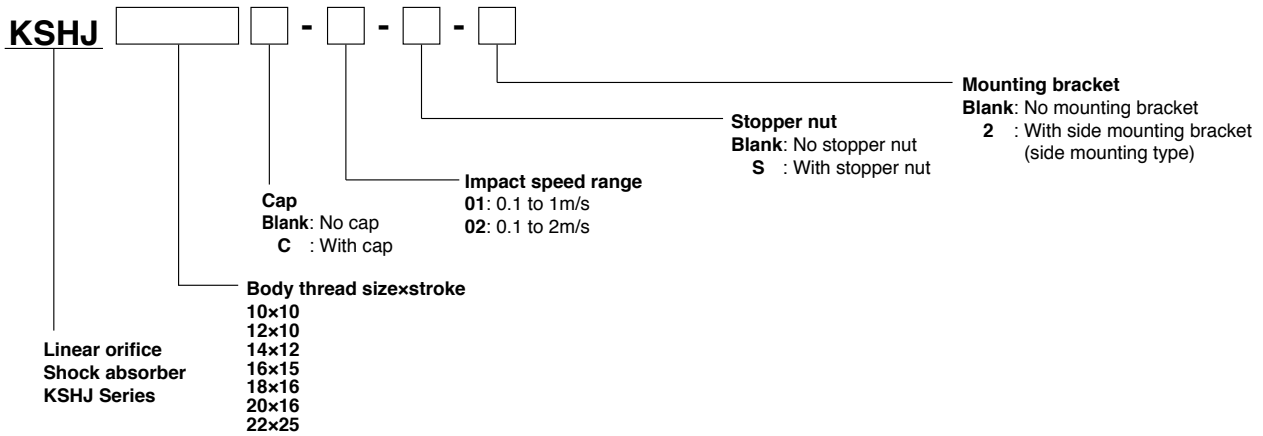 KSHJ - - -
Mounting bracket
Blank: No mounting bracket
2 : With side mounting bracket
(side mounting type)
Stopper nut
Blank: No stopper nut
S : With stopper nut
Impact speed range
01: 0.1 to 1m/s
02: 0.1 to 2m/s
Cap
Blank: No cap
C : With cap
Body thread size×stroke
10×10
12×10
14×12
16×15
18×16
20×16
22×25
Linear orifice
Shock absorber
KSHJ Series